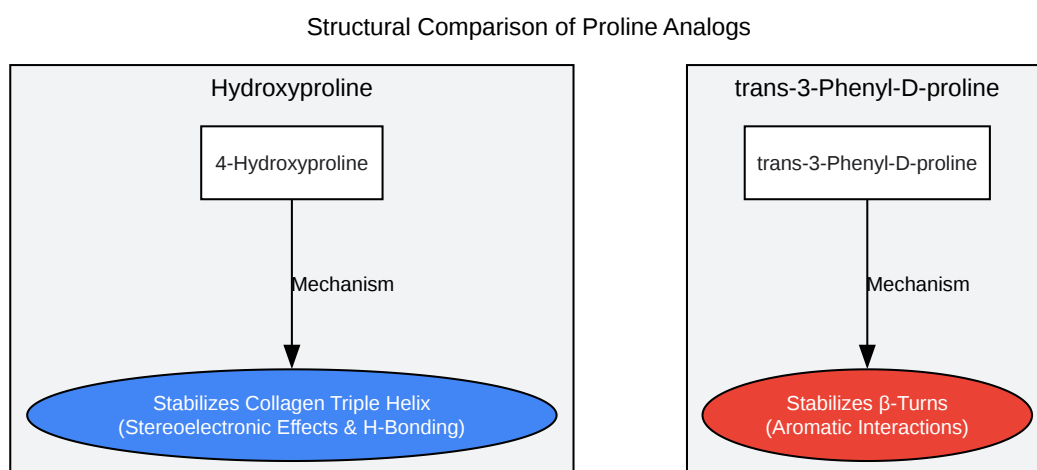 Structural Comparison of Proline Analogs
Hydroxyproline
4-Hydroxyproline
Mechanism
Stabilizes Collagen Triple Helix
(Stereoelectronic Effects & H-Bonding)
trans-3-Phenyl-D-proline
trans-3-Phenyl-D-proline
Mechanism
Stabilizes β-Turns
(Aromatic Interactions)